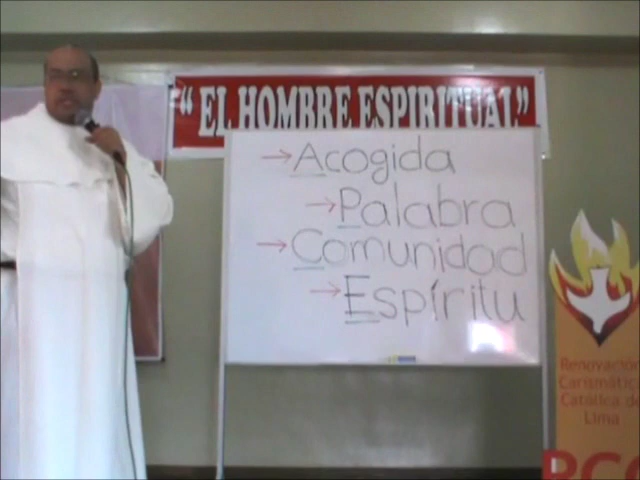 “EL HOMBRE ESPIRITUAL”
→Acogida
→Palabra
→Comunidad
→Espíritu
Renovación
Carismática
Católica de
Lima
RCC